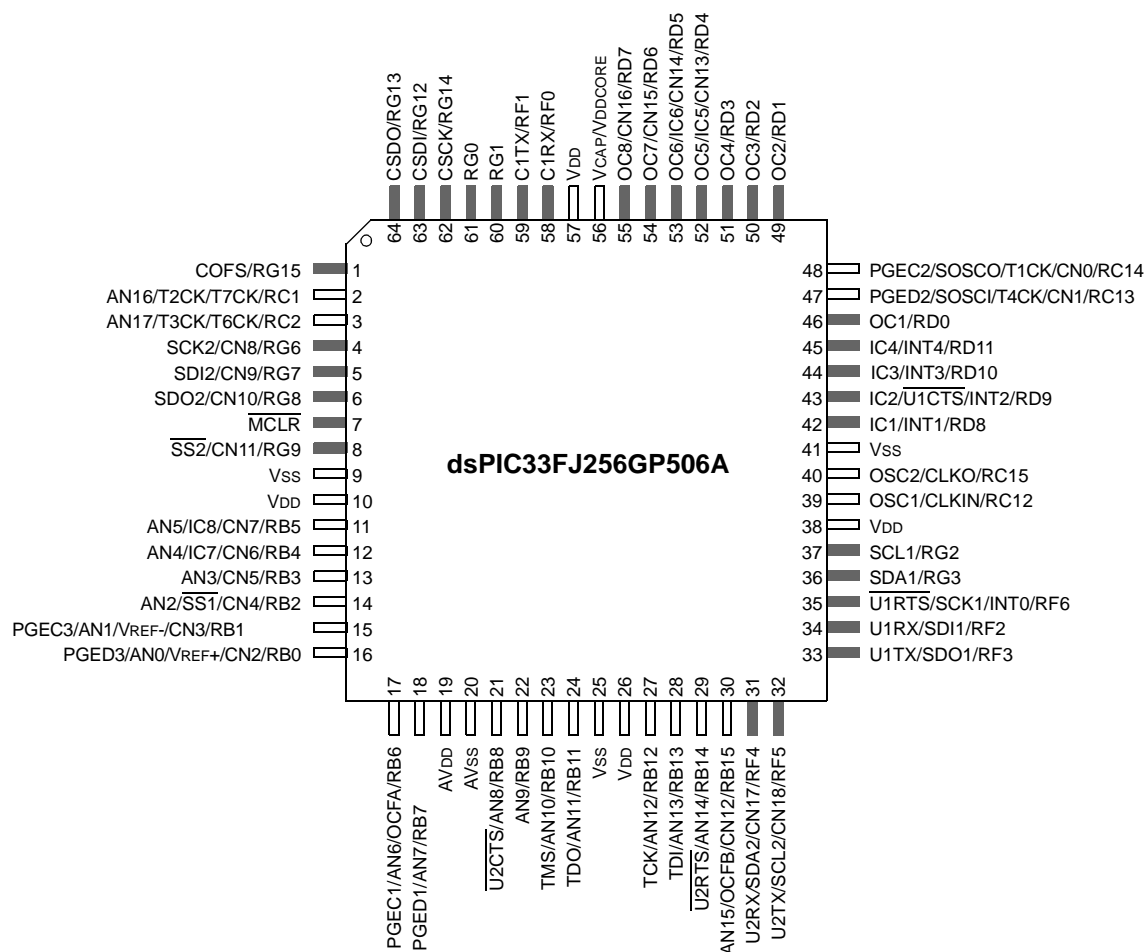 CSDO/RG13
CSDI/RG12
CSCK/RG14
RG0
RG1
C1TX/RF1
C1RX/RF0
VDD
VCAP/VDDCORE
OC8/CN16/RD7
OC7/CN15/RD6
OC6/IC6/CN14/RD5
OC5/IC5/CN13/RD4
OC4/RD3
OC3/RD2
OC2/RD1
64
63
62
61
60
59
58
57
56
55
54
53
52
51
50
49
COFS/RG15 1
AN16/T2CK/T7CK/RC1 2
AN17/T3CK/T6CK/RC2 3
SCK2/CN8/RG6 4
SDI2/CN9/RG7 5
SDO2/CN10/RG8 6
MCLR 7
SS2/CN11/RG9 8
VSS 9
VDD 10
AN5/IC8/CN7/RB5 11
AN4/IC7/CN6/RB4 12
AN3/CN5/RB3 13
AN2/SS1/CN4/RB2 14
PGEC3/AN1/VREF-/CN3/RB1 15
PGED3/AN0/VREF+/CN2/RB0 16
dsPIC33FJ256GP506A
48 PGEC2/SOSCO/T1CK/CN0/RC14
47 PGED2/SOSCI/T4CK/CN1/RC13
46 OC1/RD0
45 IC4/INT4/RD11
44 IC3/INT3/RD10
43 IC2/U1CTS/INT2/RD9
42 IC1/INT1/RD8
41 VSS
40 OSC2/CLKO/RC15
39 OSC1/CLKIN/RC12
38 VDD
37 SCL1/RG2
36 SDA1/RG3
35 U1RTS/SCK1/INT0/RF6
34 U1RX/SDI1/RF2
33 U1TX/SDO1/RF3
17
18
19
20
21
22
23
24
25
26
27
28
29
30
31
32
PGEC1/AN6/OCFA/RB6
PGED1/AN7/RB7
AVDD
AVSS
U2CTS/AN8/RB8
AN9/RB9
TMS/AN10/RB10
TDO/AN11/RB11
VSS
VDD
TCK/AN12/RB12
TDI/AN13/RB13
U2RTS/AN14/RB14
AN15/OCFB/CN12/RB15
U2RX/SDA2/CN17/RF4
U2TX/SCL2/CN18/RF5